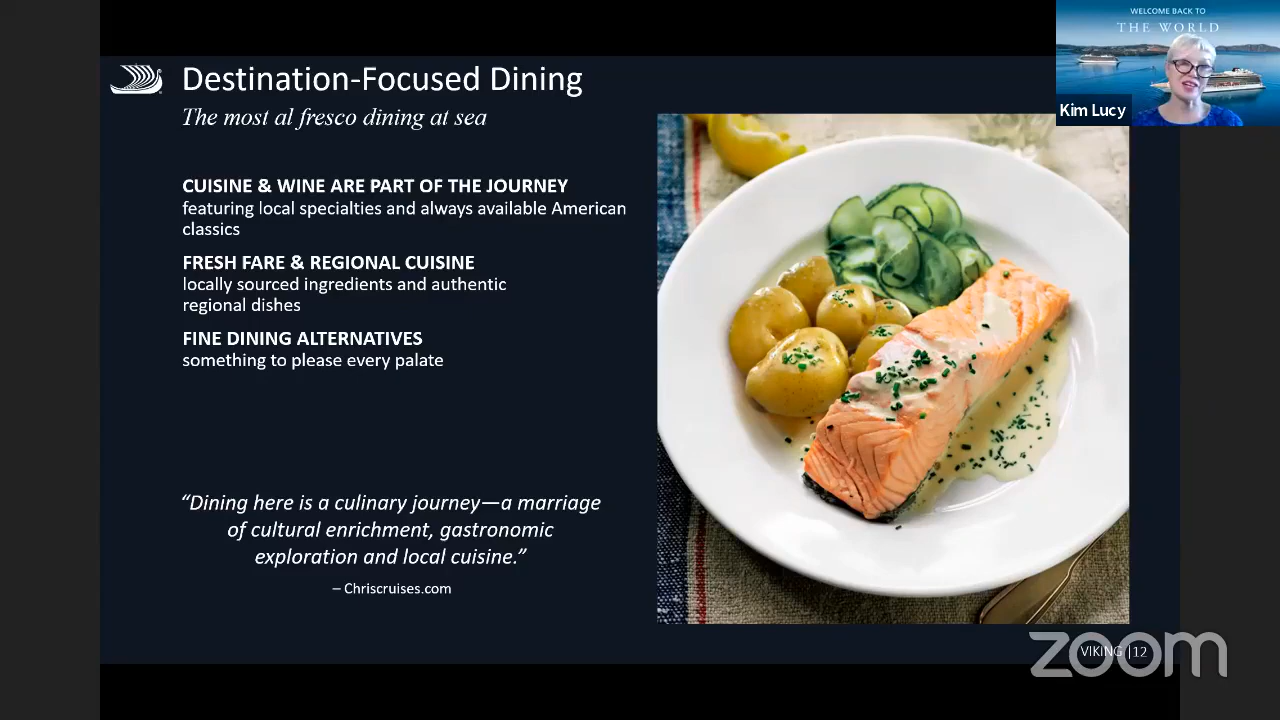 WELCOME BACK TO
THE WORLD
Kim Lucy
Destination-Focused Dining
The most al fresco dining at sea
CUISINE & WINE ARE PART OF THE JOURNEY
featuring local specialties and always available American
classics
FRESH FARE & REGIONAL CUISINE
locally sourced ingredients and authentic
regional dishes
FINE DINING ALTERNATIVES
something to please every palate
“Dining here is a culinary journey—a marriage
of cultural enrichment, gastronomic
exploration and local cuisine.”
– Chriscruises.com
VIKING |12
zoom